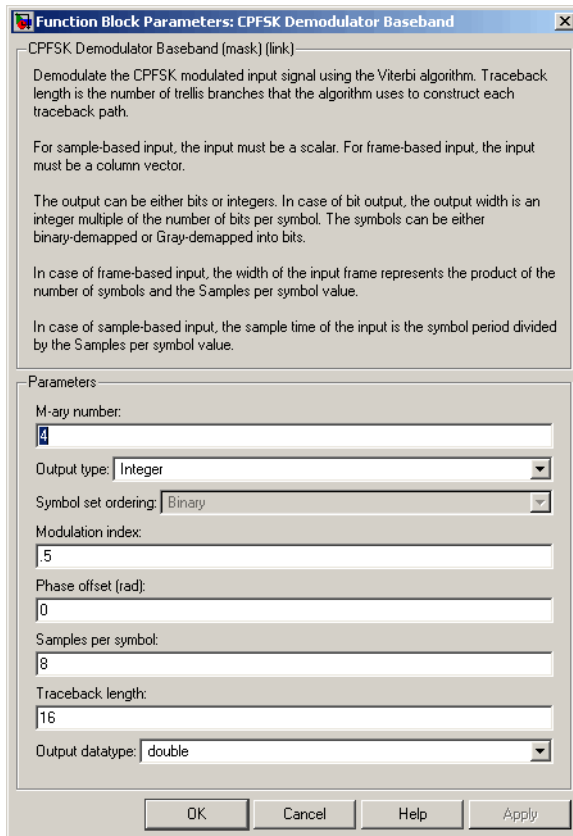 Function Block Parameters: CPFSK Demodulator Baseband
CPFSK Demodulator Baseband (mask) (link)
Demodulate the CPFSK modulated input signal using the Viterbi algorithm. Traceback
length is the number of trellis branches that the algorithm uses to construct each
traceback path.
For sample-based input, the input must be a scalar. For frame-based input, the input
must be a column vector.
The output can be either bits or integers. In case of bit output, the output width is an
integer multiple of the number of bits per symbol. The symbols can be either
binary-demapped or Gray-demapped into bits.
In case of frame-based input, the width of the input frame represents the product of the
number of symbols and the Samples per symbol value.
In case of sample-based input, the sample time of the input is the symbol period divided
by the Samples per symbol value.
Parameters
M-ary number:
4
Output type: Integer
Symbol set ordering: Binary
Modulation index:
.5
Phase offset (rad):
0
Samples per symbol:
8
Traceback length:
16
Output datatype: double
OK Cancel Help Apply